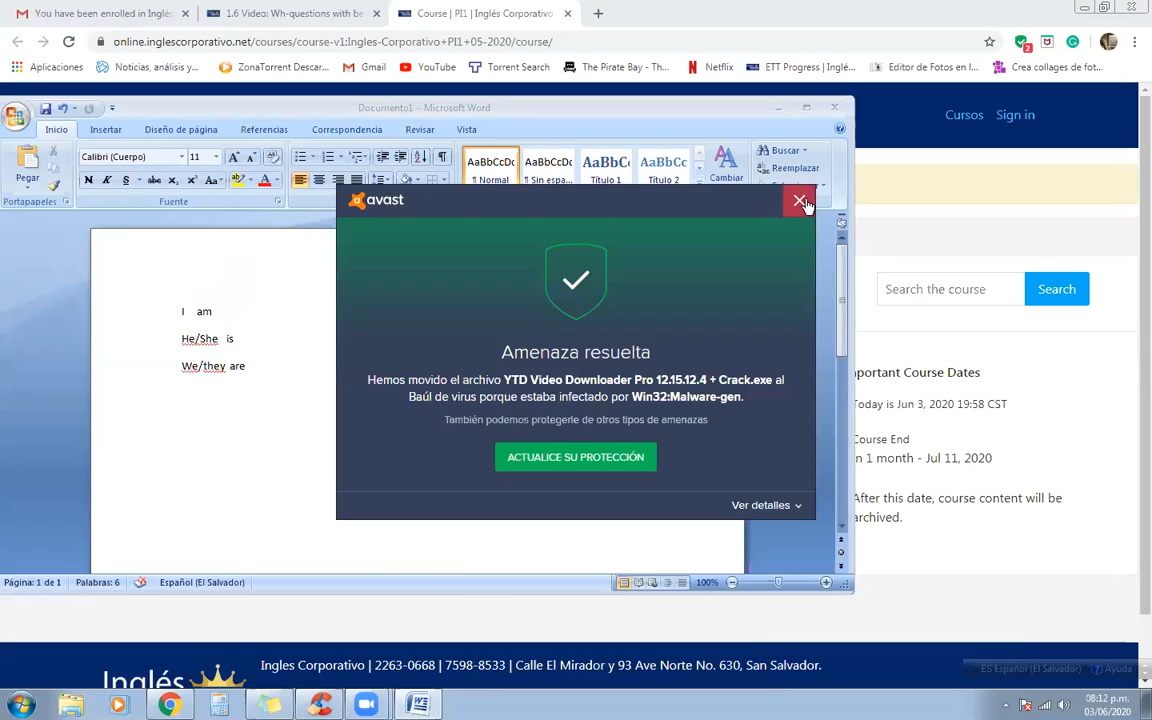 You have been enrolled in Inglés
1.6 Video: Wh-questions with be
Course | PI1 | Inglés Corporativo
online.inglescorporativo.net/courses/course-v1:Ingles-Corporativo+PI1+05-2020/course/
2
Aplicaciones
Noticias, análisis y...
ZonaTorrent Descar...
Gmail
YouTube
Torrent Search
The Pirate Bay - Th...
Netflix
ETT Progress | Inglé...
Editor de Fotos en l...
Crea collages de fot...
Documento1 - Microsoft Word
Cursos
Sign in
Inicio
Insertar
Diseño de página
Referencias
Correspondencia
Revisar
Vista
Pegar
Portapapeles
Calibri (Cuerpo)
11
Fuente
AaBbCcDc
¶ Normal
AaBbCcDc
¶ Sin espa...
AaBbC
Título 1
AaBbCc
Título 2
Cambiar
Buscar
Reemplazar
avast
Amenaza resuelta
Hemos movido el archivo YTD Video Downloader Pro 12.15.12.4 + Crack.exe al
Baúl de virus porque estaba infectado por Win32:Malware-gen.
También podemos protegerle de otros tipos de amenazas
ACTUALICE SU PROTECCIÓN
Ver detalles
I am
He/She is
We/they are
Search the course
Search
portant Course Dates
Today is Jun 3, 2020 19:58 CST
Course End
n 1 month - Jul 11, 2020
After this date, course content will be
archived.
Página: 1 de 1
Palabras: 6
Español (El Salvador)
100%
Inglés
Ingles Corporativo | 2263-0668 | 7598-8533 | Calle El Mirador y 93 Ave Norte No. 630, San Salvador.
ES Español (El Salvador)
Ayuda
08:12 p.m.
03/06/2020